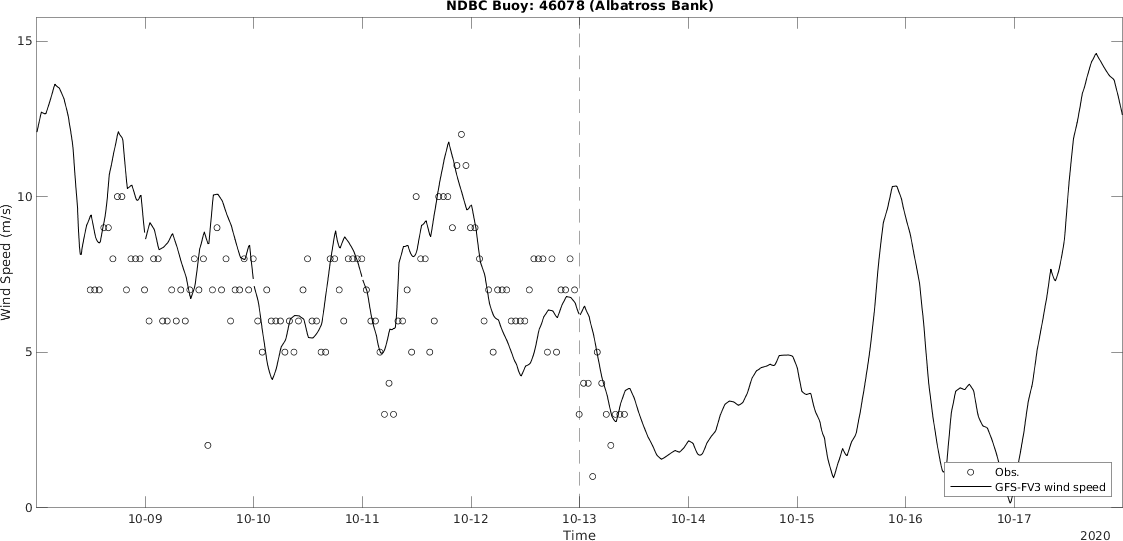 NDBC Buoy: 46078 (Albatross Bank)
15
10
5
0
Wind Speed (m/s)
10-09 10-10 10-11 10-12 10-13 10-14 10-15 10-16 10-17
Time
2020
Obs.
GFS-FV3 wind speed